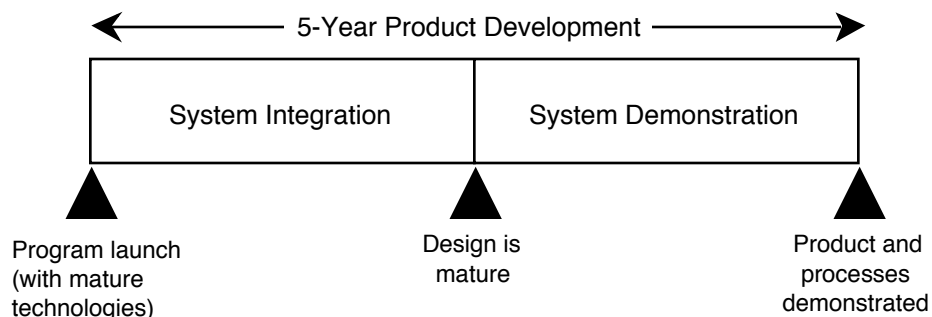 5-Year Product Development
System Integration
System Demonstration
Program launch
(with mature
technologies)
Design is
mature
Product and
processes
demonstrated